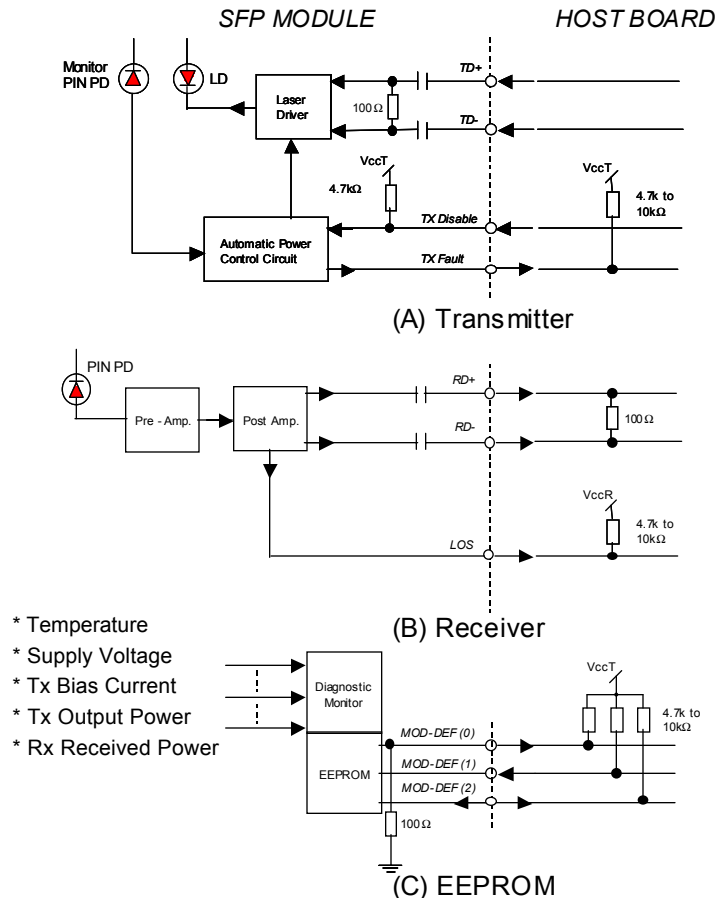 SFP MODULE
HOST BOARD
Monitor
PIN PD
LD
Laser
Driver
100Ω
TD+
TD-
VccT
4.7kΩ
TX Disable
TX Fault
Automatic Power
Control Circuit
VccT
4.7k to
10kΩ
(A) Transmitter
PIN PD
Pre - Amp.
Post Amp.
RD+
RD-
100Ω
LOS
VccR
4.7k to
10kΩ
(B) Receiver
* Temperature
* Supply Voltage
* Tx Bias Current
* Tx Output Power
* Rx Received Power
Diagnostic
Monitor
EEPROM
MOD-DEF (0)
MOD-DEF (1)
MOD-DEF (2)
100Ω
VccT
4.7k to
10kΩ
(C) EEPROM